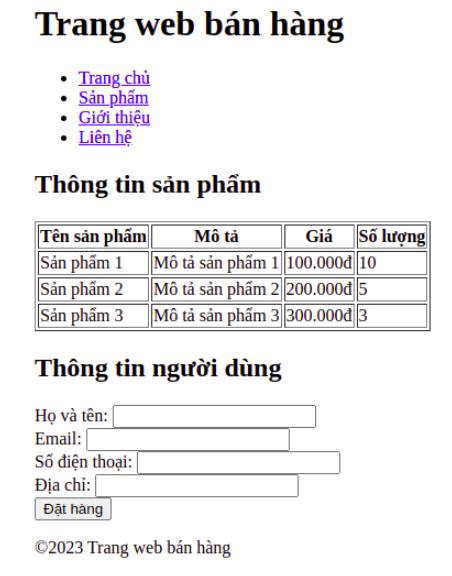 Trang web bán hàng
Trang chủ
Sản phẩm
Giới thiệu
Liên hệ
Thông tin sản phẩm
Tên sản phẩm Mô tả Giá Số lượng
Sản phẩm 1 Mô tả sản phẩm 1 100.000đ 10
Sản phẩm 2 Mô tả sản phẩm 2 200.000đ 5
Sản phẩm 3 Mô tả sản phẩm 3 300.000đ 3
Thông tin người dùng
Họ và tên:
Email:
Số điện thoại:
Địa chỉ:
Đặt hàng
©2023 Trang web bán hàng